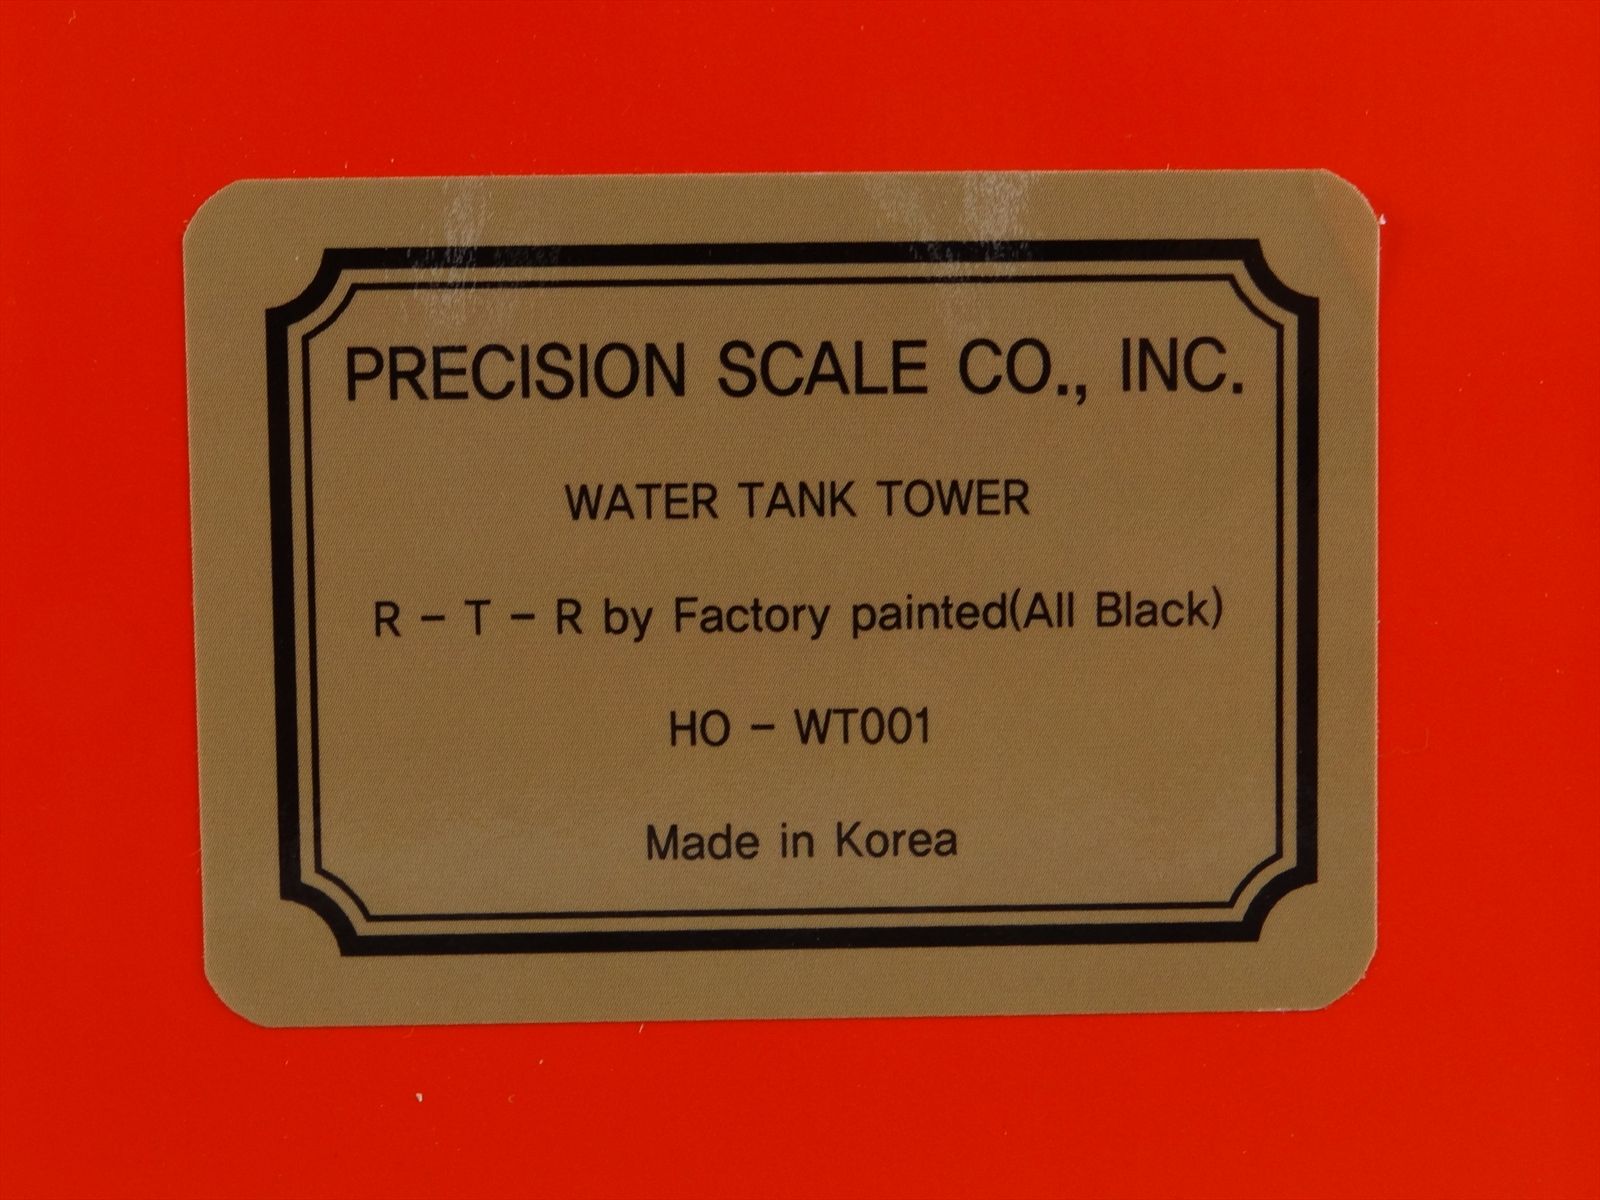 PRECISION SCALE CO., INC.
WATER TANK TOWER
R - T - R by Factory painted(All Black)
HO - WT001
Made in Korea